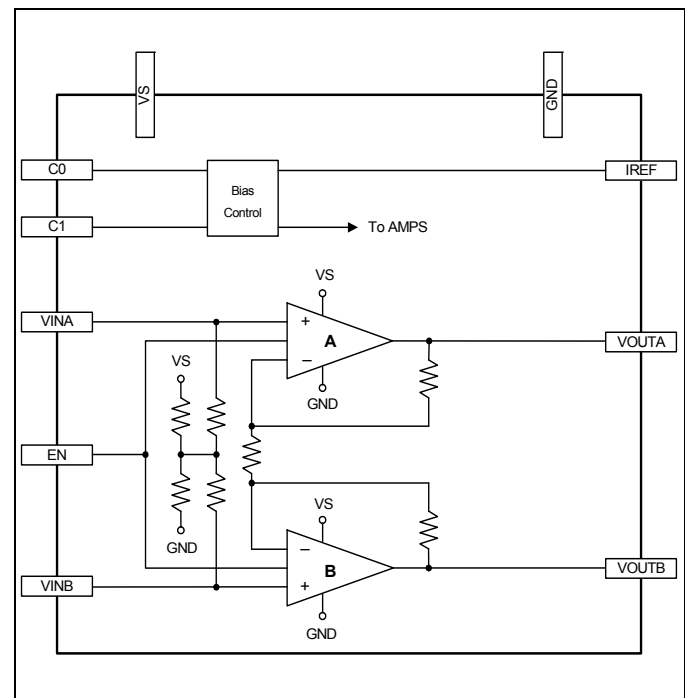 VS
GND
C0
IREF
Bias
Control
C1
To AMPS
VS
VINA
+
A
VOUTA
VS
–
GND
EN
VS
GND
–
B
VOUTB
VINB
+
GND